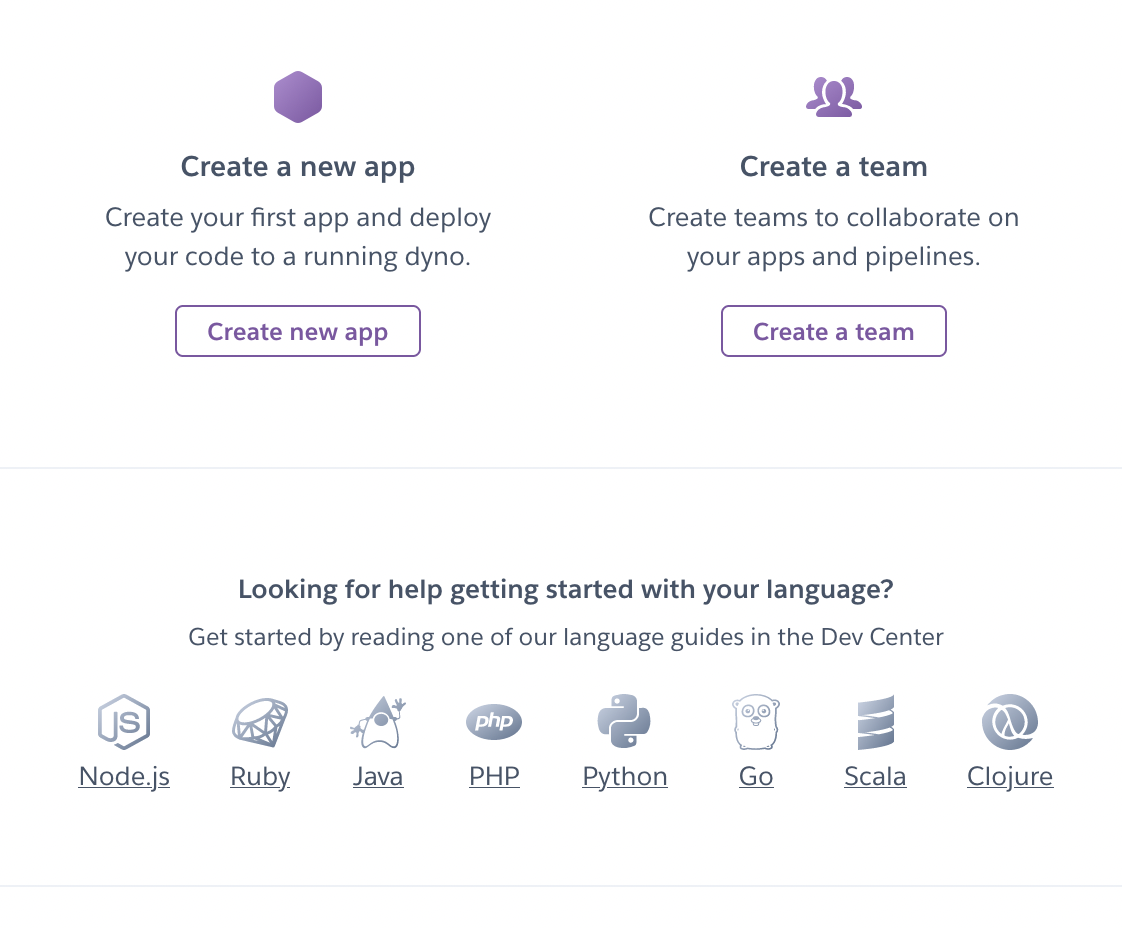 Create a new app
Create your first app and deploy
your code to a running dyno.
Create new app
Create a team
Create teams to collaborate on
your apps and pipelines.
Create a team
Looking for help getting started with your language?
Get started by reading one of our language guides in the Dev Center
JS
php
Node.js Ruby Java PHP Python Go Scala Clojure